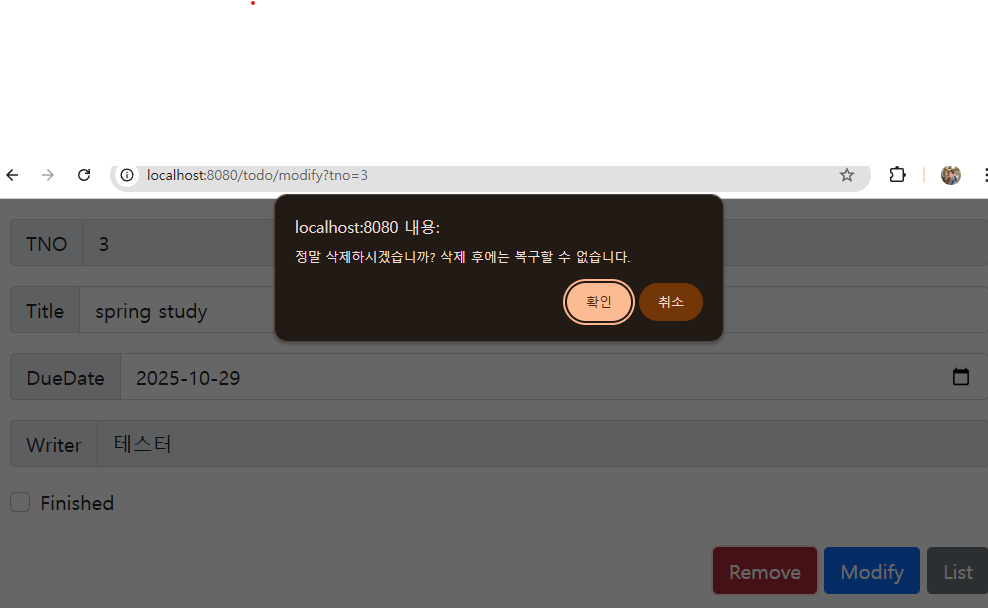 localhost:8080/todo/modify?tno=3
localhost:8080 내용:
정말 삭제하시겠습니까? 삭제 후에는 복구할 수 없습니다.
확인 취소
TNO 3
Title spring study
DueDate 2025-10-29
Writer 테스터
Finished
Remove Modify List